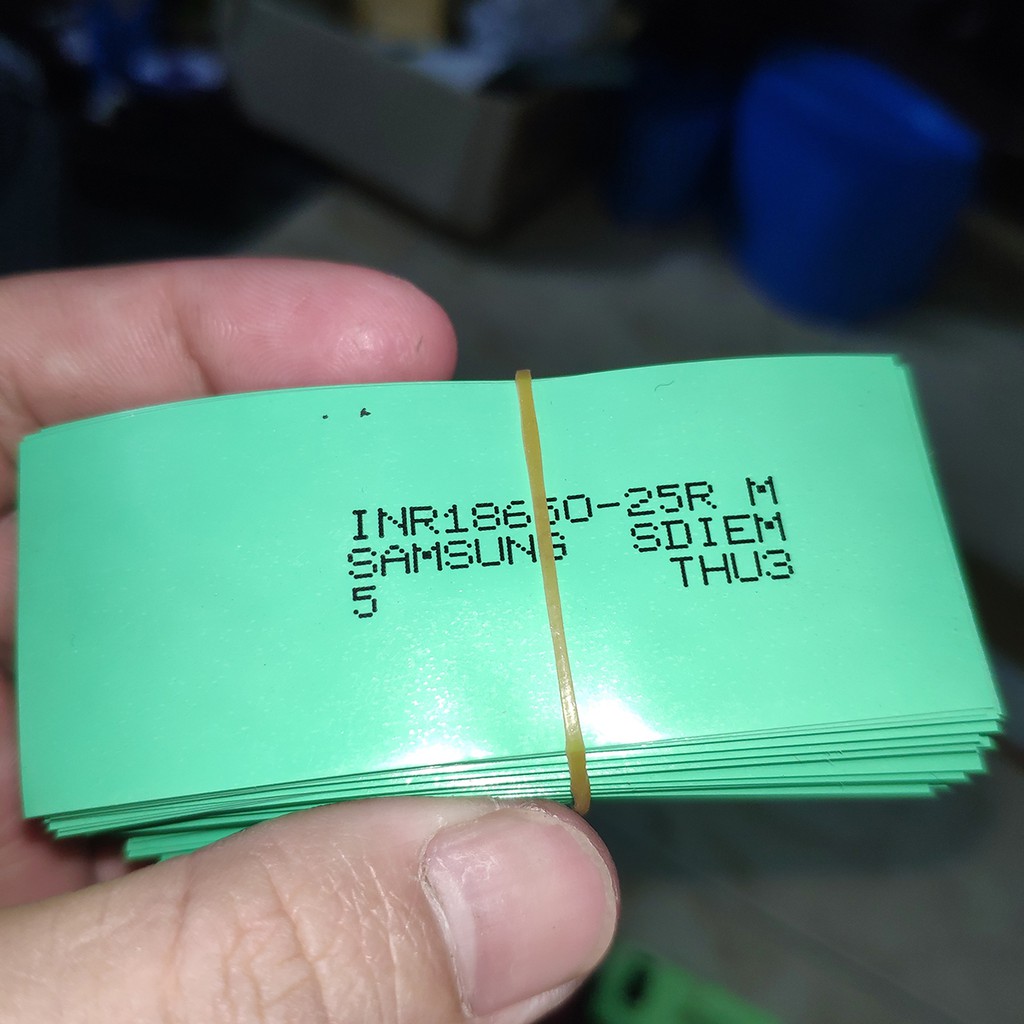 INR18650-25R M
SAMSUNG SDIEM
THU3
5